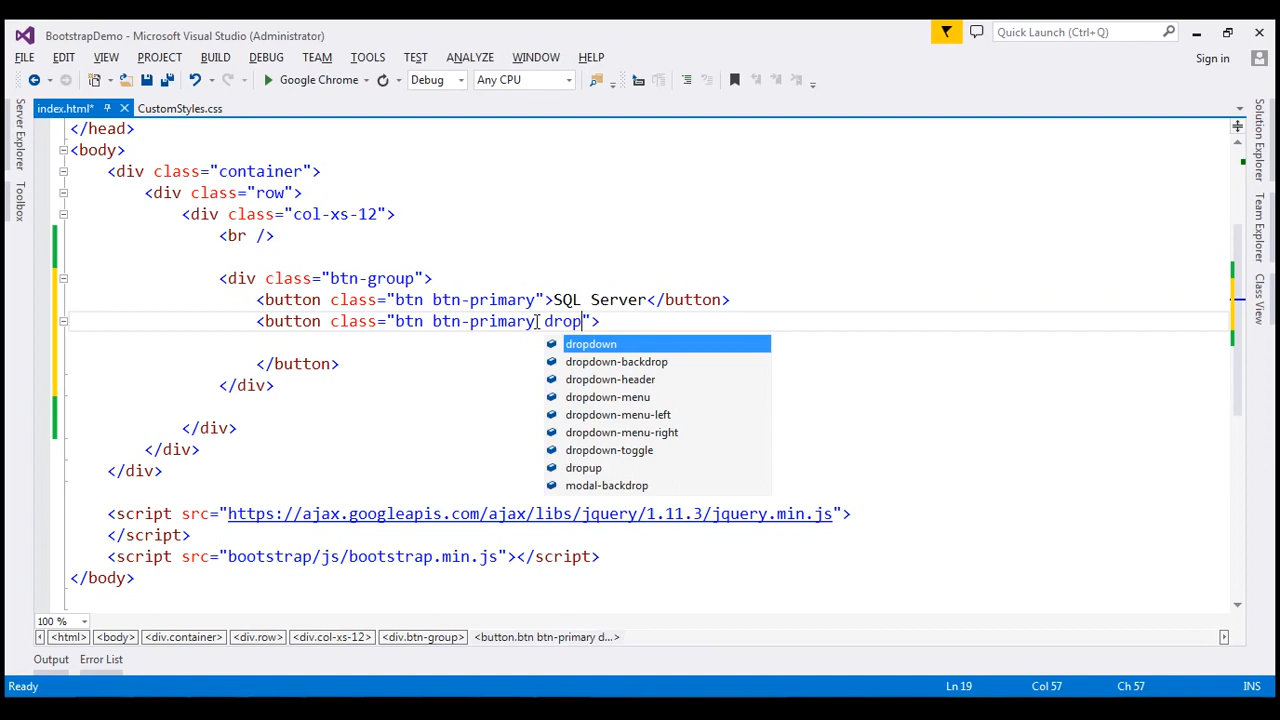 BootstrapDemo - Microsoft Visual Studio (Administrator)
Quick Launch (Ctrl+Q)
FILE EDIT VIEW PROJECT BUILD DEBUG TEAM TOOLS TEST ANALYZE WINDOW HELP
Sign in
Google Chrome Debug Any CPU
index.html* CustomStyles.css
Server Explorer
Toolbox
Solution Explorer
Team Explorer
Class View
</head>
<body>
<div class="container">
<div class="row">
<div class="col-xs-12">
<br />
<div class="btn-group">
<button class="btn btn-primary">SQL Server</button>
<button class="btn btn-primary drop">
dropdown
dropdown-backdrop
dropdown-header
dropdown-menu
dropdown-menu-left
dropdown-menu-right
dropdown-toggle
dropup
modal-backdrop
</button>
</div>
</div>
</div>
</div>
<script src="https://ajax.googleapis.com/ajax/libs/jquery/1.11.3/jquery.min.js">
</script>
<script src="bootstrap/js/bootstrap.min.js"></script>
</body>
100 %
<html> <body> <div.container> <div.row> <div.col-xs-12> <div.btn-group> <button.btn btn-primary d...>
Output Error List
Ready Ln 19 Col 57 Ch 57 INS